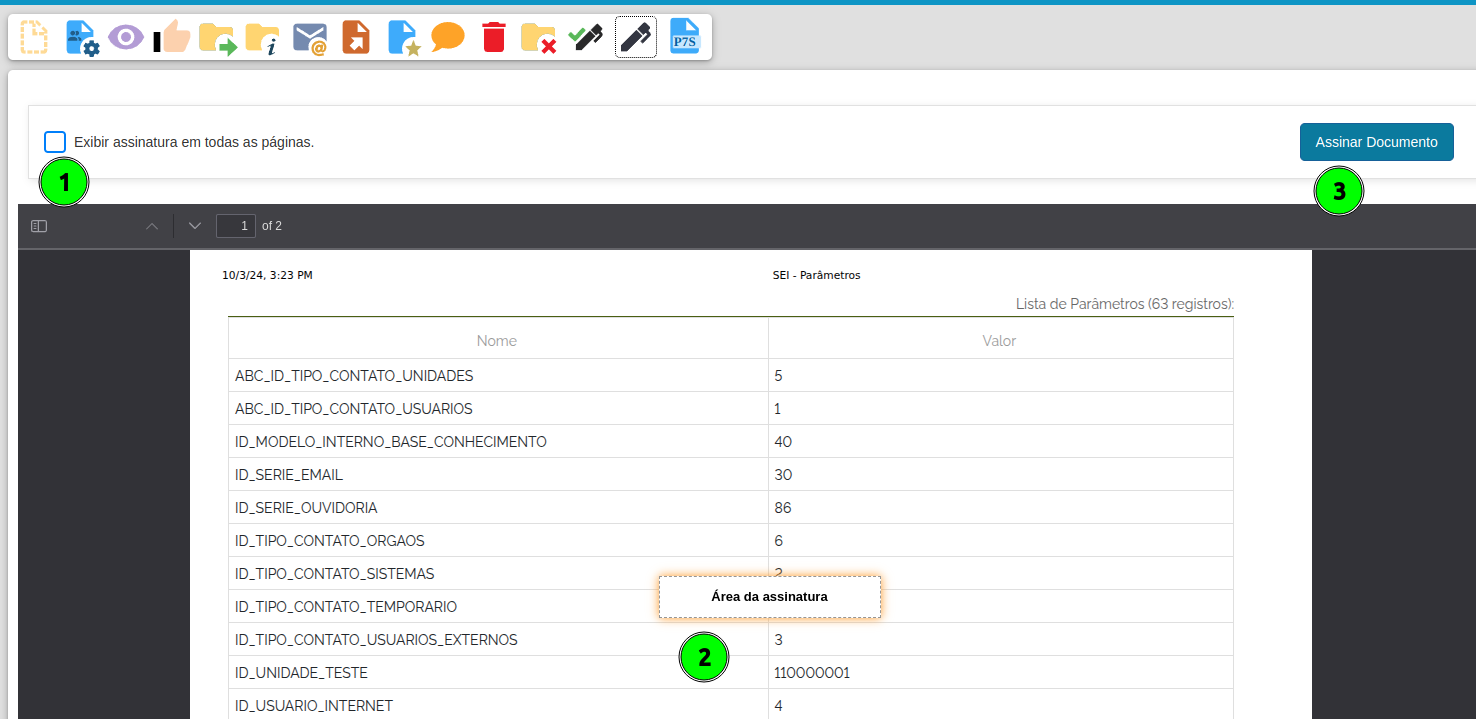 i
@
P7S
Exibir assinatura em todas as páginas.
Assinar Documento
1
3
1 of 2
10/3/24, 3:23 PM SEI - Parâmetros
Lista de Parâmetros (63 registros):
Nome Valor
ABC_ID_TIPO_CONTATO_UNIDADES 5
ABC_ID_TIPO_CONTATO_USUARIOS 1
ID_MODELO_INTERNO_BASE_CONHECIMENTO 40
ID_SERIE_EMAIL 30
ID_SERIE_OUVIDORIA 86
ID_TIPO_CONTATO_ORGAOS 6
ID_TIPO_CONTATO_SISTEMAS 2
Área da assinatura
ID_TIPO_CONTATO_TEMPORARIO
ID_TIPO_CONTATO_USUARIOS_EXTERNOS 3
2
ID_UNIDADE_TESTE 110000001
ID_USUARIO_INTERNET 4